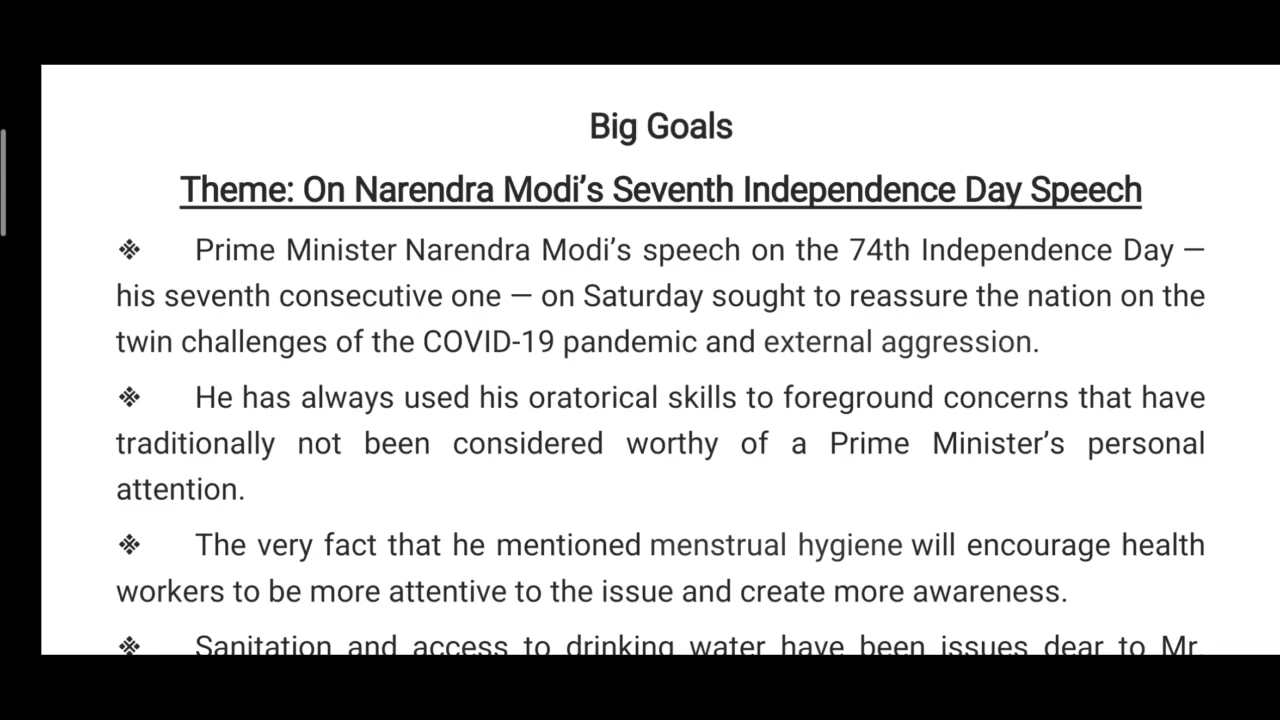 Big Goals
Theme: On Narendra Modi’s Seventh Independence Day Speech
❖ Prime Minister Narendra Modi’s speech on the 74th Independence Day —
his seventh consecutive one — on Saturday sought to reassure the nation on the
twin challenges of the COVID-19 pandemic and external aggression.
❖ He has always used his oratorical skills to foreground concerns that have
traditionally not been considered worthy of a Prime Minister’s personal
attention.
❖ The very fact that he mentioned menstrual hygiene will encourage health
workers to be more attentive to the issue and create more awareness.
❖ Sanitation and access to drinking water have been issues dear to Mr.